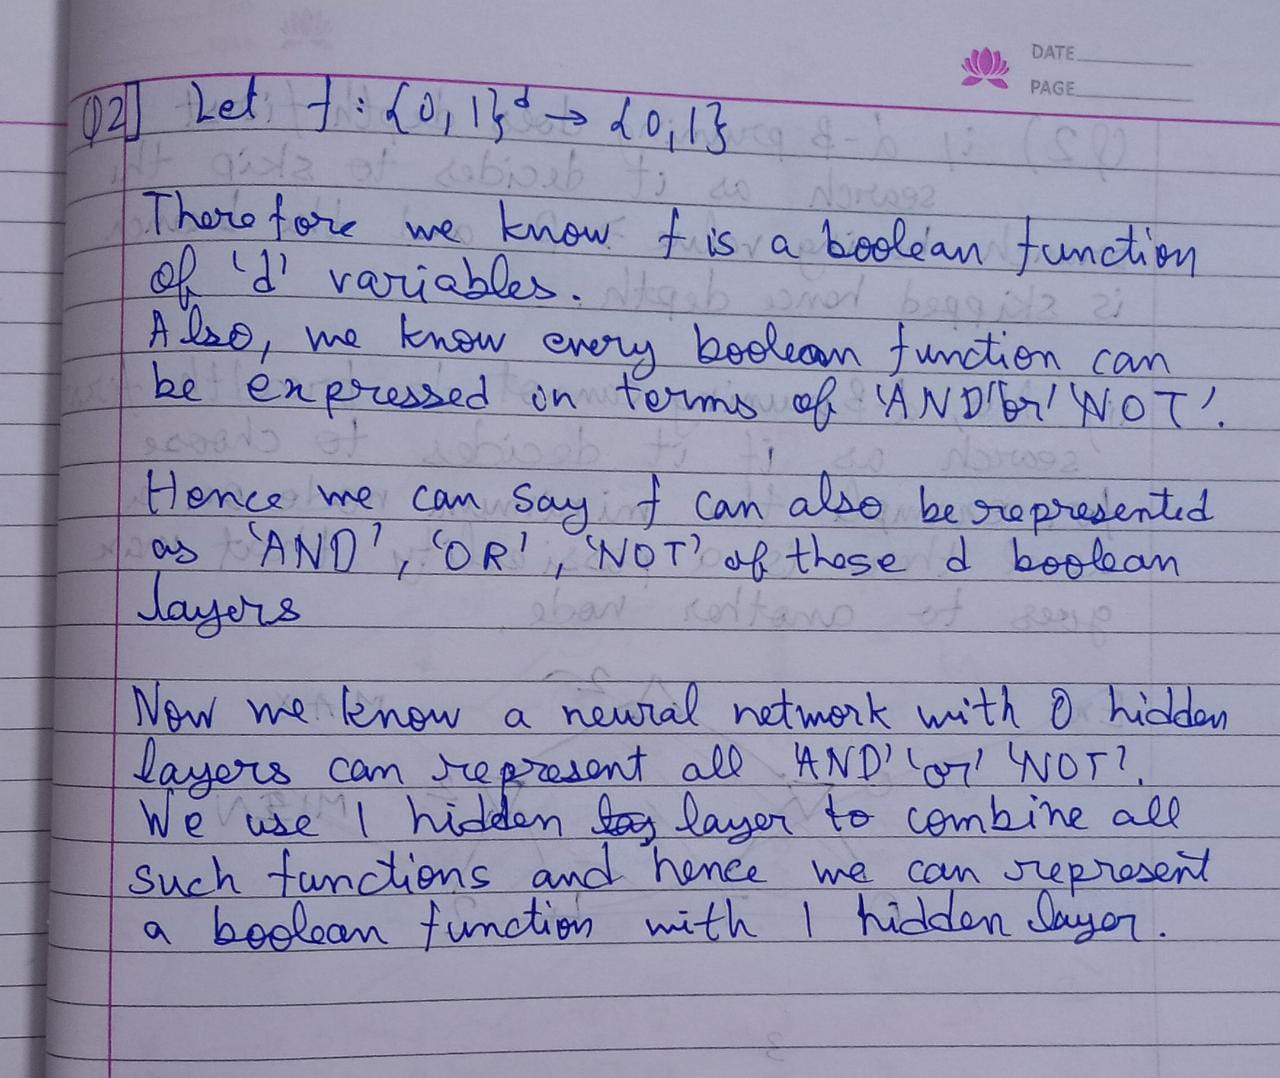 DATE
PAGE
Q2] Let f : {0,1}ᵈ → {0,1}
Therefore we know f is a boolean function
of 'd' variables.
Also, we know every boolean function can
be expressed in terms of 'AND' 'or' 'NOT'.
Hence we can say f can also be represented
as 'AND', 'OR', 'NOT' of these d boolean
layers
Now we know a neural network with 0 hidden
layers can represent all 'AND' 'or' 'NOT'.
We use 1 hidden layer to combine all
such functions and hence we can represent
a boolean function with 1 hidden layer.